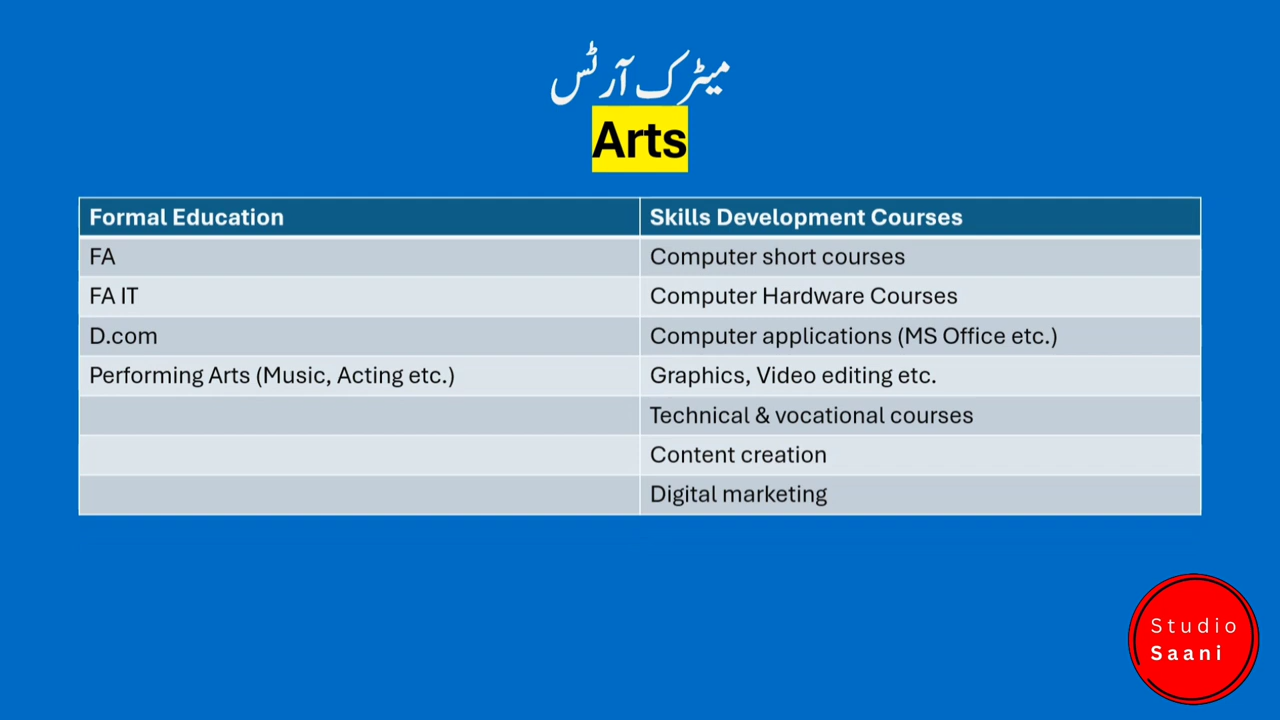 میٹرک آرٹس
Arts
Formal Education
Skills Development Courses
FA
Computer short courses
FA IT
Computer Hardware Courses
D.com
Computer applications (MS Office etc.)
Performing Arts (Music, Acting etc.)
Graphics, Video editing etc.
Technical & vocational courses
Content creation
Digital marketing
Studio
Saani